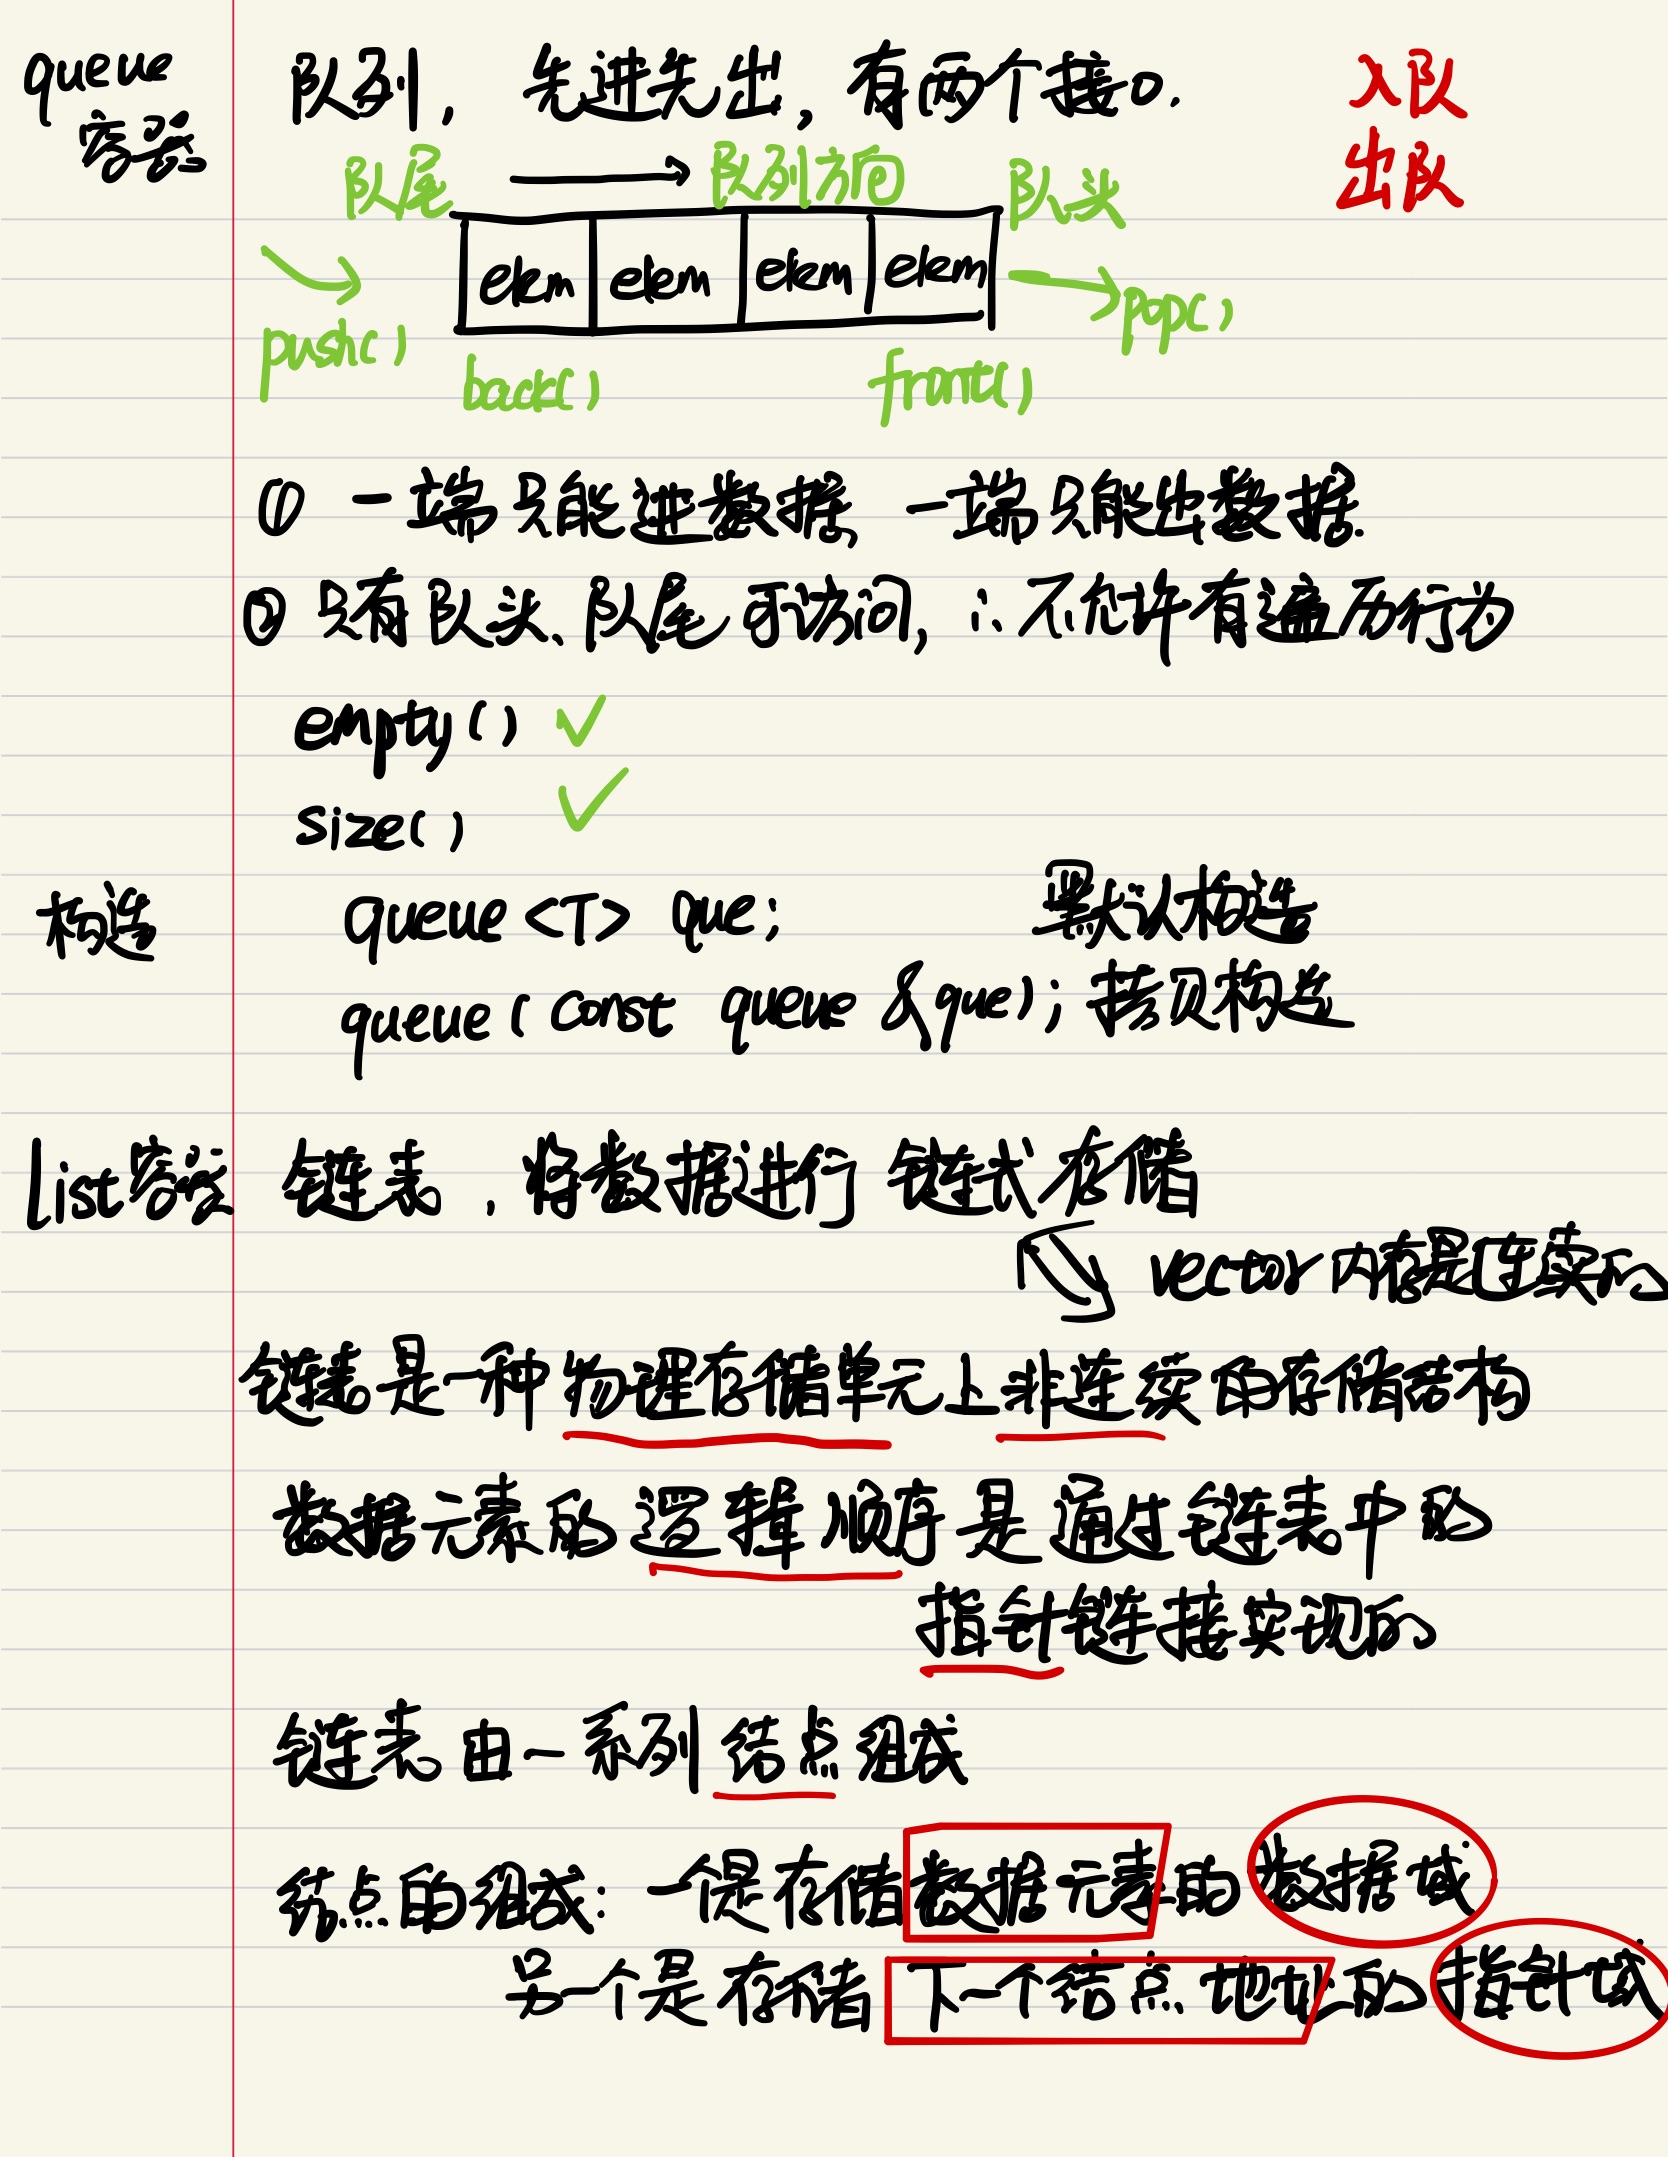 queue 容器
队列, 先进先出, 有两个接口.
入队
出队
队尾 → 队列方向 队头
elem elem elem elem
push() pop()
back() front()
① 一端只能进数据、一端只能出数据.
② 只有队头、队尾可访问, ∴不允许有遍历行为
empty() ✓
size() ✓
构造 queue <T> que; 默认构造
queue ( const queue &que); 拷贝构造
list容器 链表, 将数据进行链式存储
vector内存是连续的
链表是一种物理存储单元上非连续的存储结构
数据元素的逻辑顺序是通过链表中的
指针链接实现的
链表由一系列结点组成
结点的组成: 一个是存储数据元素的数据域
另一个是存储下一个结点地址的指针域